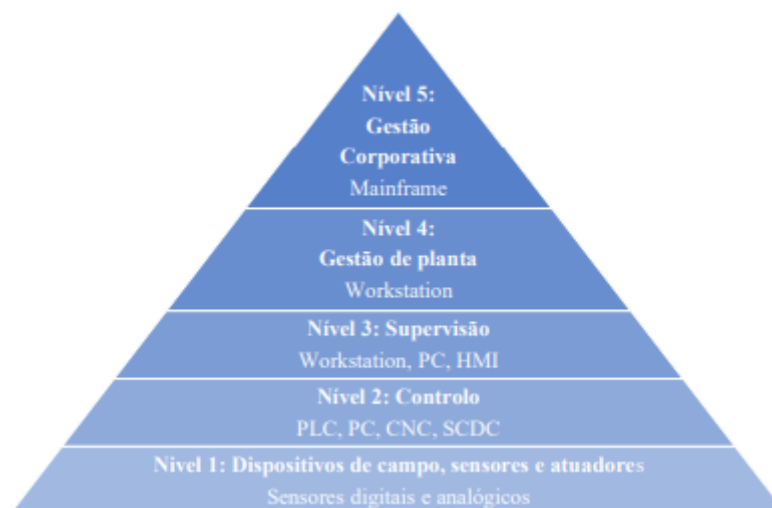 Nível 5:
Gestão
Corporativa
Mainframe
Nível 4:
Gestão de planta
Workstation
Nível 3: Supervisão
Workstation, PC, HMI
Nível 2: Controlo
PLC, PC, CNC, SCDC
Nivel 1: Dispositivos de campo, sensores e atuadores
Sensores digitais e analógicos